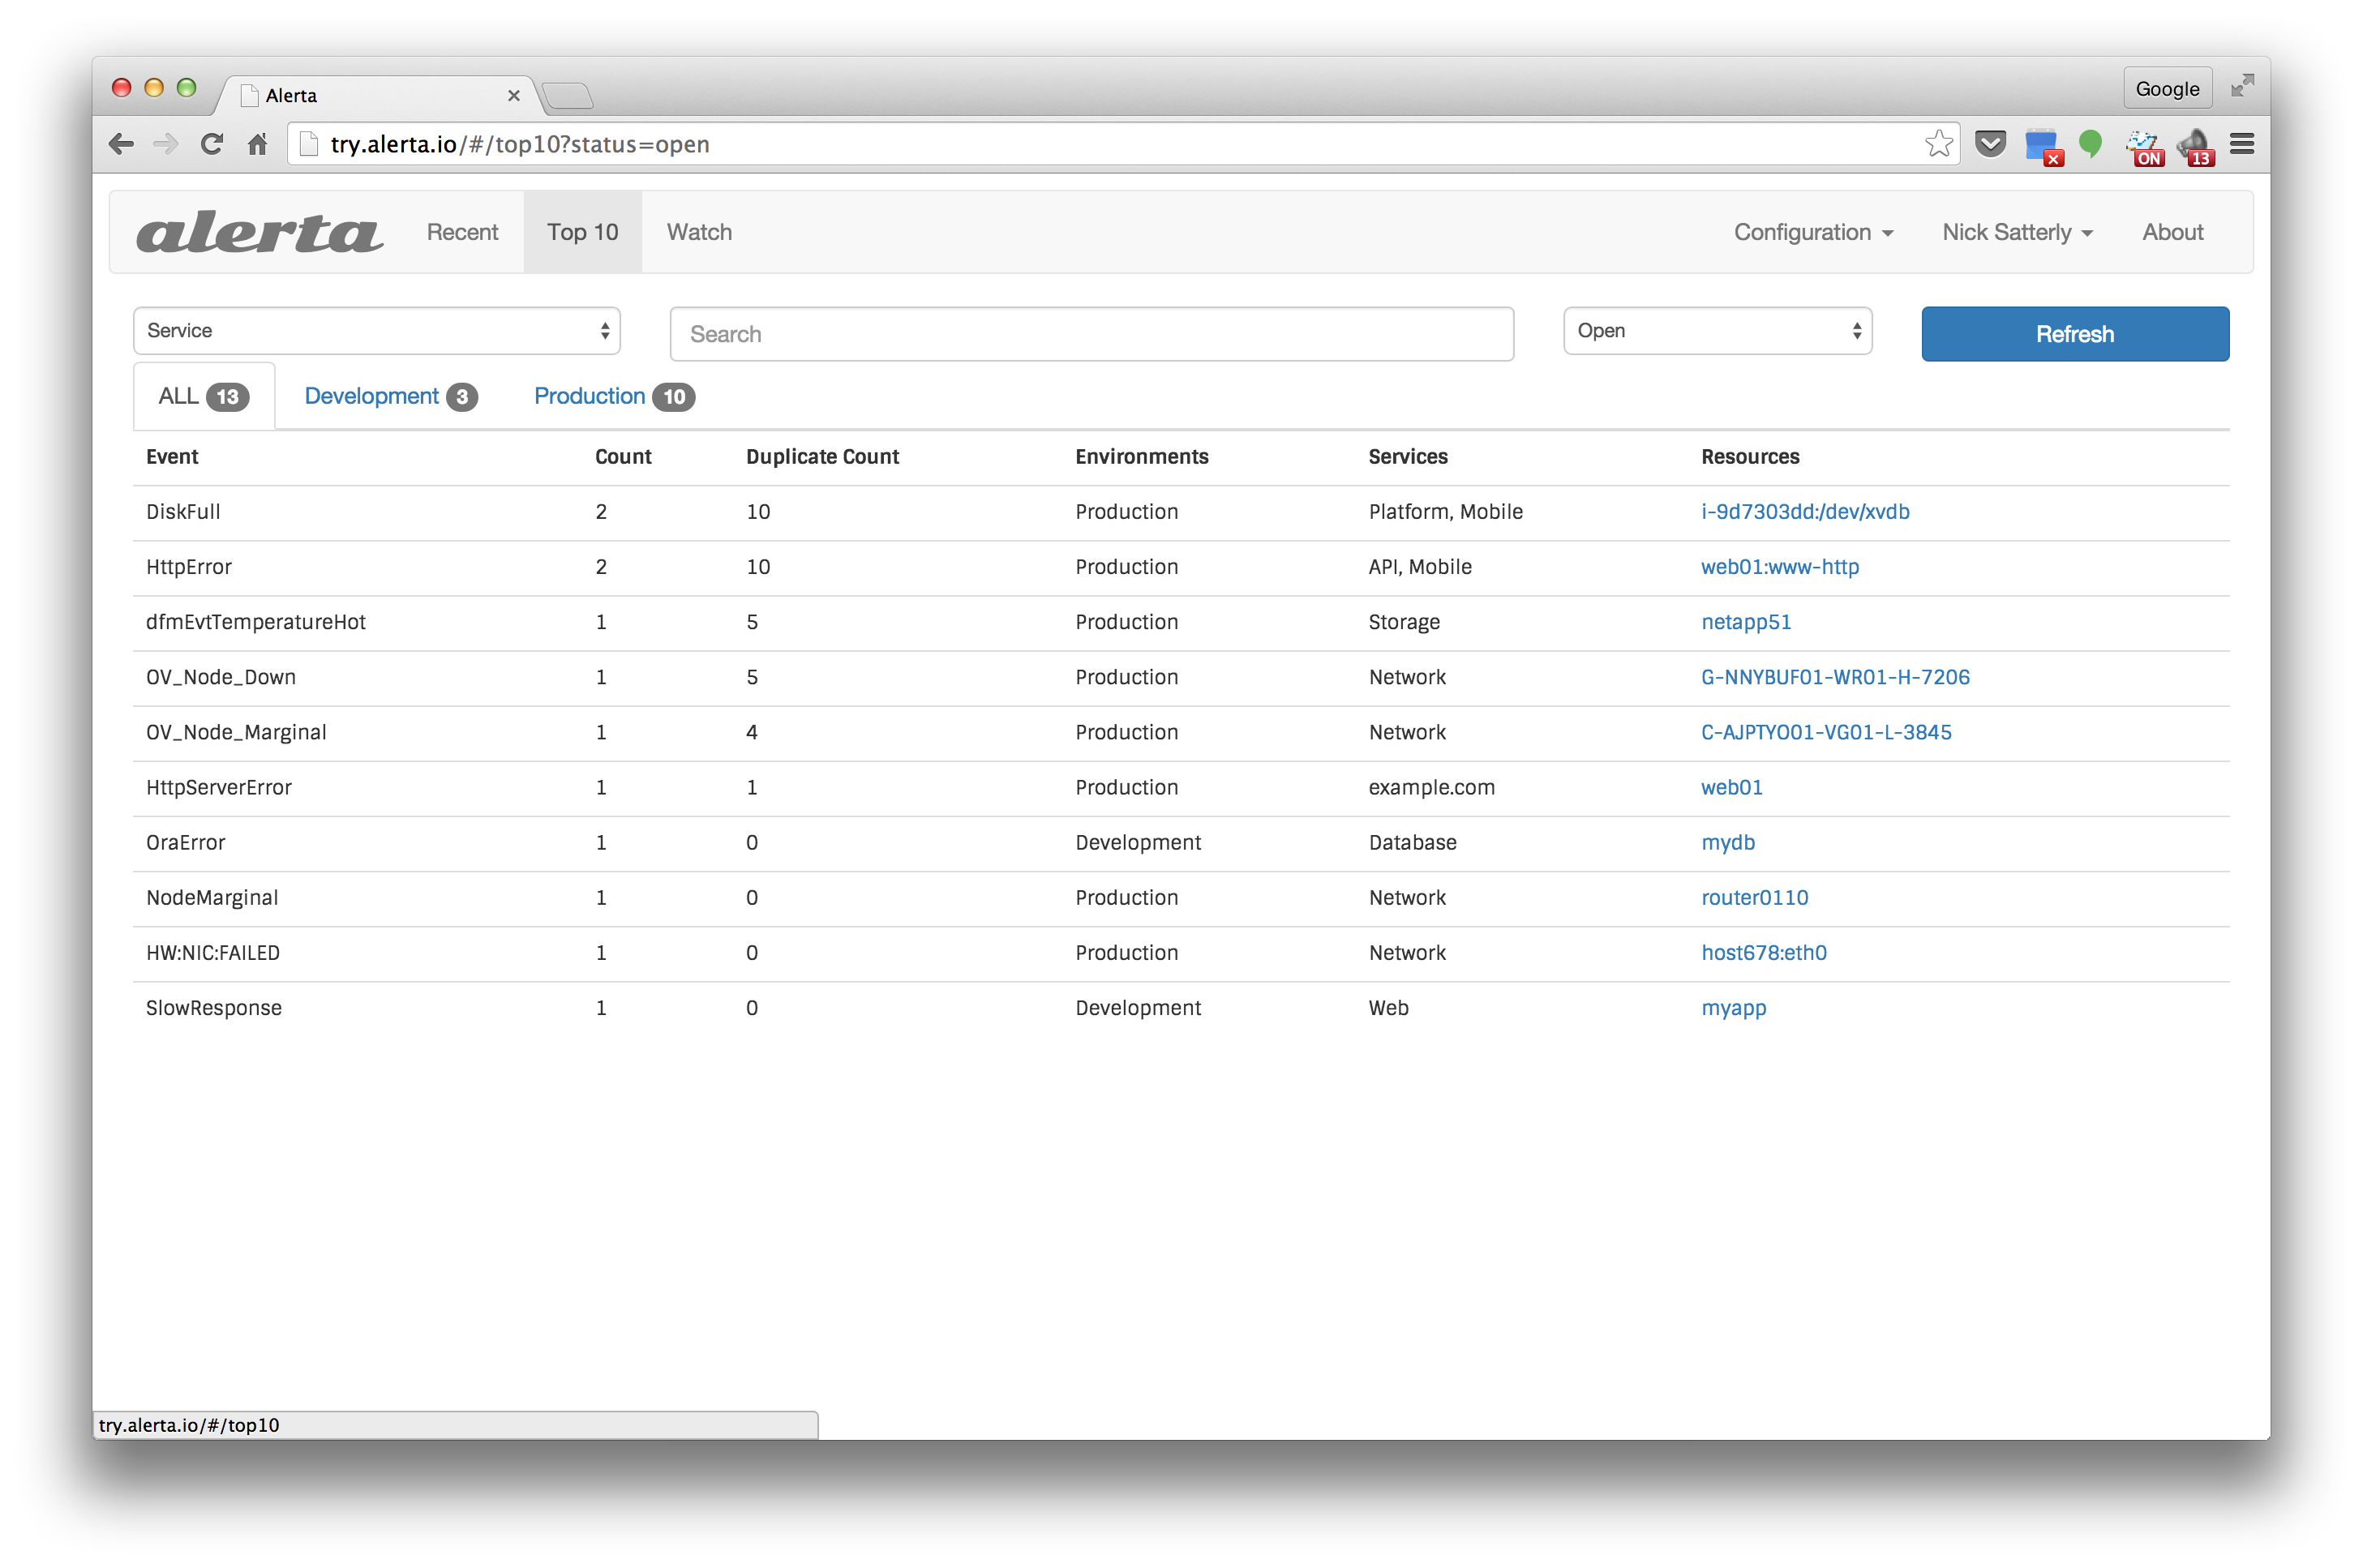 Alerta
Google
try.alerta.io/#/top10?status=open
ON
13
alerta Recent Top 10 Watch Configuration Nick Satterly About
Service Search Open Refresh
ALL 13 Development 3 Production 10
Event Count Duplicate Count Environments Services Resources
DiskFull 2 10 Production Platform, Mobile i-9d7303dd:/dev/xvdb
HttpError 2 10 Production API, Mobile web01:www-http
dfmEvtTemperatureHot 1 5 Production Storage netapp51
OV_Node_Down 1 5 Production Network G-NNYBUF01-WR01-H-7206
OV_Node_Marginal 1 4 Production Network C-AJPTYO01-VG01-L-3845
HttpServerError 1 1 Production example.com web01
OraError 1 0 Development Database mydb
NodeMarginal 1 0 Production Network router0110
HW:NIC:FAILED 1 0 Production Network host678:eth0
SlowResponse 1 0 Development Web myapp
try.alerta.io/#/top10